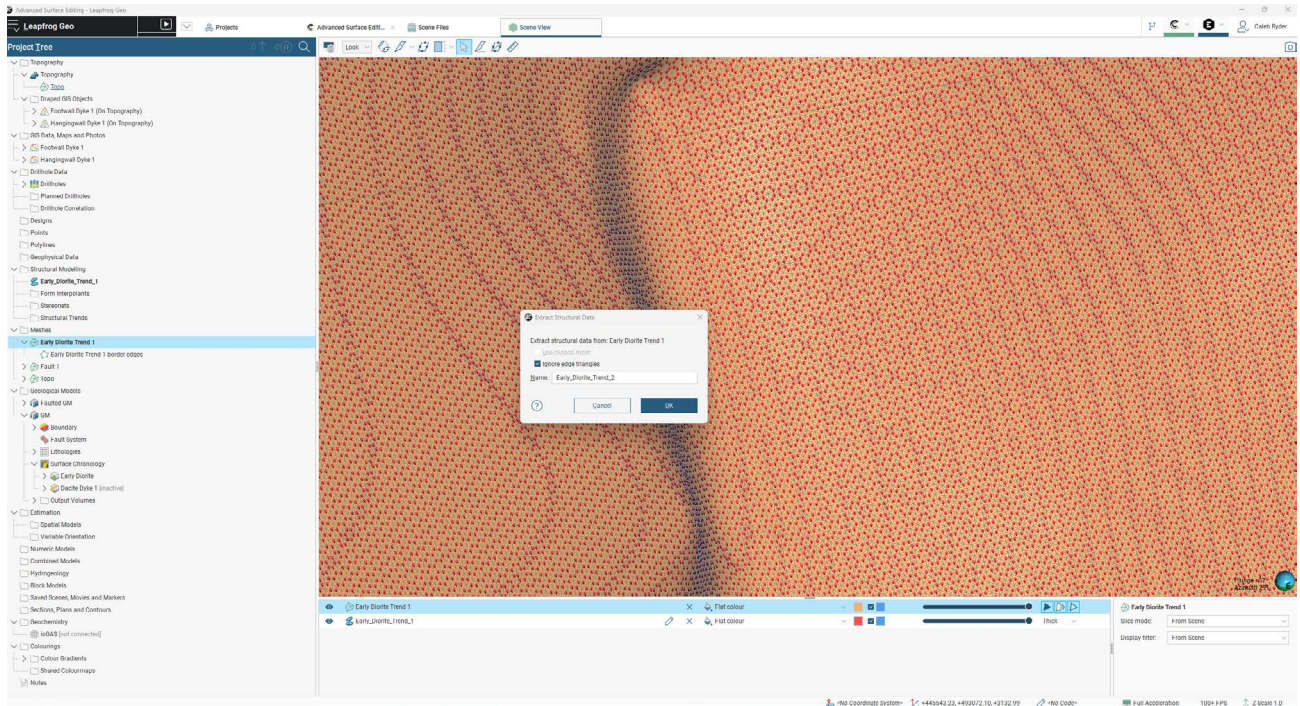 Advanced Surface Editing - Leapfrog Geo
Leapfrog Geo
Projects
Advanced Surface Editi...
Scene Files
Scene View
Caleb Ryder
Project Tree
Look
Topography
Topography
Topo
Draped GIS Objects
Footwall Dyke 1 (On Topography)
Hangingwall Dyke 1 (On Topography)
GIS Data, Maps and Photos
Footwall Dyke 1
Hangingwall Dyke 1
Drillhole Data
Drillholes
Planned Drillholes
Drillhole Correlation
Designs
Points
Polylines
Geophysical Data
Structural Modelling
Early_Diorite_Trend_1
Form Interpolants
Stereonets
Structural Trends
Meshes
Early Diorite Trend 1
Early Diorite Trend 1 border edges
Fault 1
Topo
Geological Models
Faulted GM
GM
Boundary
Fault System
Lithologies
Surface Chronology
Early Diorite
Dacite Dyke 1 [inactive]
Output Volumes
Estimation
Spatial Models
Variable Orientation
Numeric Models
Combined Models
Hydrogeology
Block Models
Saved Scenes, Movies and Markers
Sections, Plans and Contours
Geochemistry
ioGAS [not connected]
Colourings
Colour Gradients
Shared Colourmaps
Notes
Extract Structural Data
Extract structural data from: Early Diorite Trend 1
Use clipped mesh
Ignore edge triangles
Name: Early_Diorite_Trend_2
Cancel
OK
Early Diorite Trend 1
Flat colour
Early_Diorite_Trend_1
Flat colour
Thick
Early Diorite Trend 1
Slice mode: From Scene
Display filter: From Scene
<No Coordinate System>
+445543.23, +493072.10, +3132.99
<No Code>
Full Acceleration
100+ FPS
Z Scale 1.0